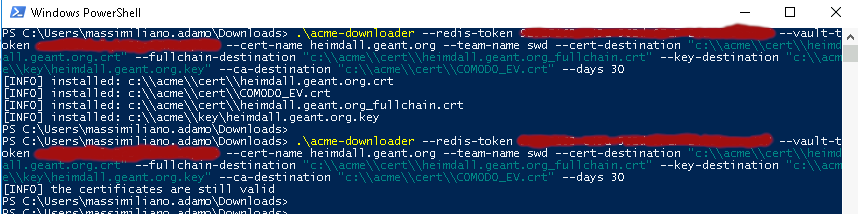 Windows PowerShell
PS C:\Users\massimiliano.adamo\Downloads> .\acme-downloader --redis-token --vault-t
oken --cert-name heimdall.geant.org --team-name swd --cert-destination "c:\\acme\\cert\\heimd
all.geant.org.crt" --fullchain-destination "c:\\acme\\cert\\heimdall.geant.org_fullchain.crt" --key-destination "c:\\acm
e\\key\\heimdall.geant.org.key" --ca-destination "c:\\acme\\cert\\COMODO_EV.crt" --days 30
[INFO] installed: c:\\acme\\cert\\heimdall.geant.org.crt
[INFO] installed: c:\\acme\\cert\\COMODO_EV.crt
[INFO] installed: c:\\acme\\cert\\heimdall.geant.org_fullchain.crt
[INFO] installed: c:\\acme\\key\\heimdall.geant.org.key
PS C:\Users\massimiliano.adamo\Downloads>
PS C:\Users\massimiliano.adamo\Downloads> .\acme-downloader --redis-token --vault-t
oken --cert-name heimdall.geant.org --team-name swd --cert-destination "c:\\acme\\cert\\heimd
all.geant.org.crt" --fullchain-destination "c:\\acme\\cert\\heimdall.geant.org_fullchain.crt" --key-destination "c:\\acm
e\\key\\heimdall.geant.org.key" --ca-destination "c:\\acme\\cert\\COMODO_EV.crt" --days 30
[INFO] the certificates are still valid
PS C:\Users\massimiliano.adamo\Downloads>
PS C:\Users\massimiliano.adamo\Downloads>